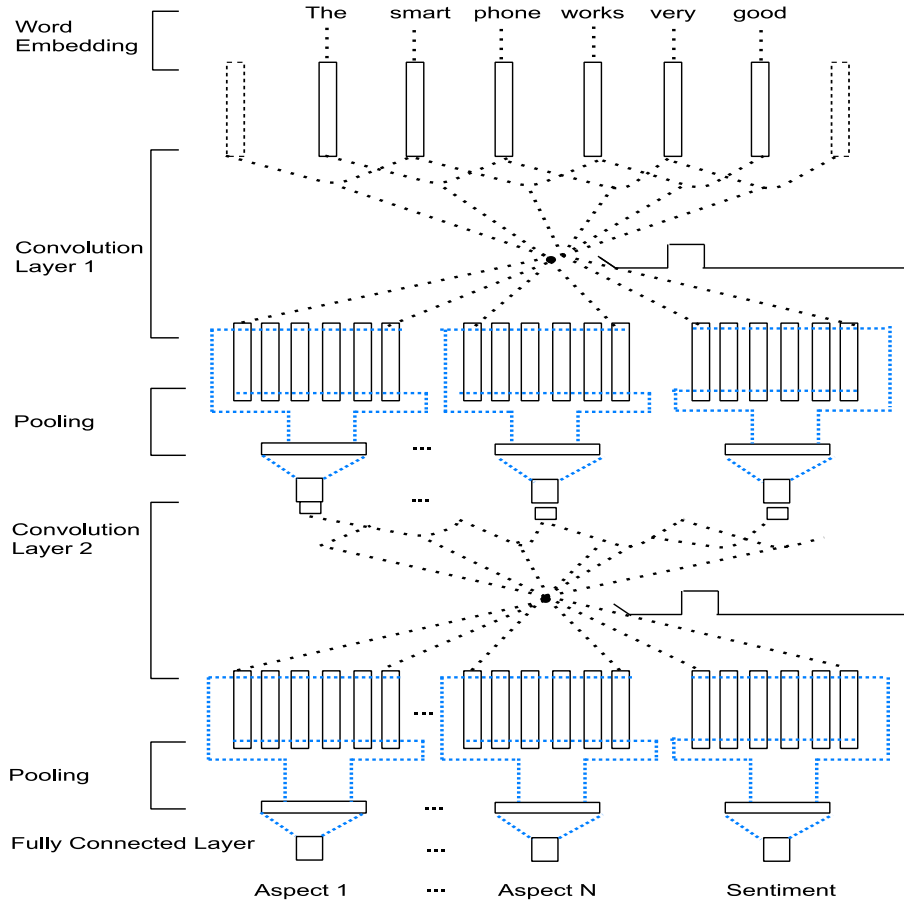 Word
Embedding
The smart phone works very good
Convolution
Layer 1
Pooling
...
...
Convolution
Layer 2
...
Pooling
...
Fully Connected Layer
...
Aspect 1 ... Aspect N Sentiment